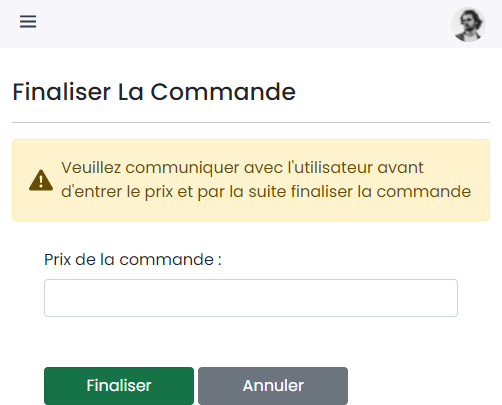 Finaliser La Commande
Veuillez communiquer avec l'utilisateur avant
d'entrer le prix et par la suite finaliser la commande
Prix de la commande :
Finaliser
Annuler